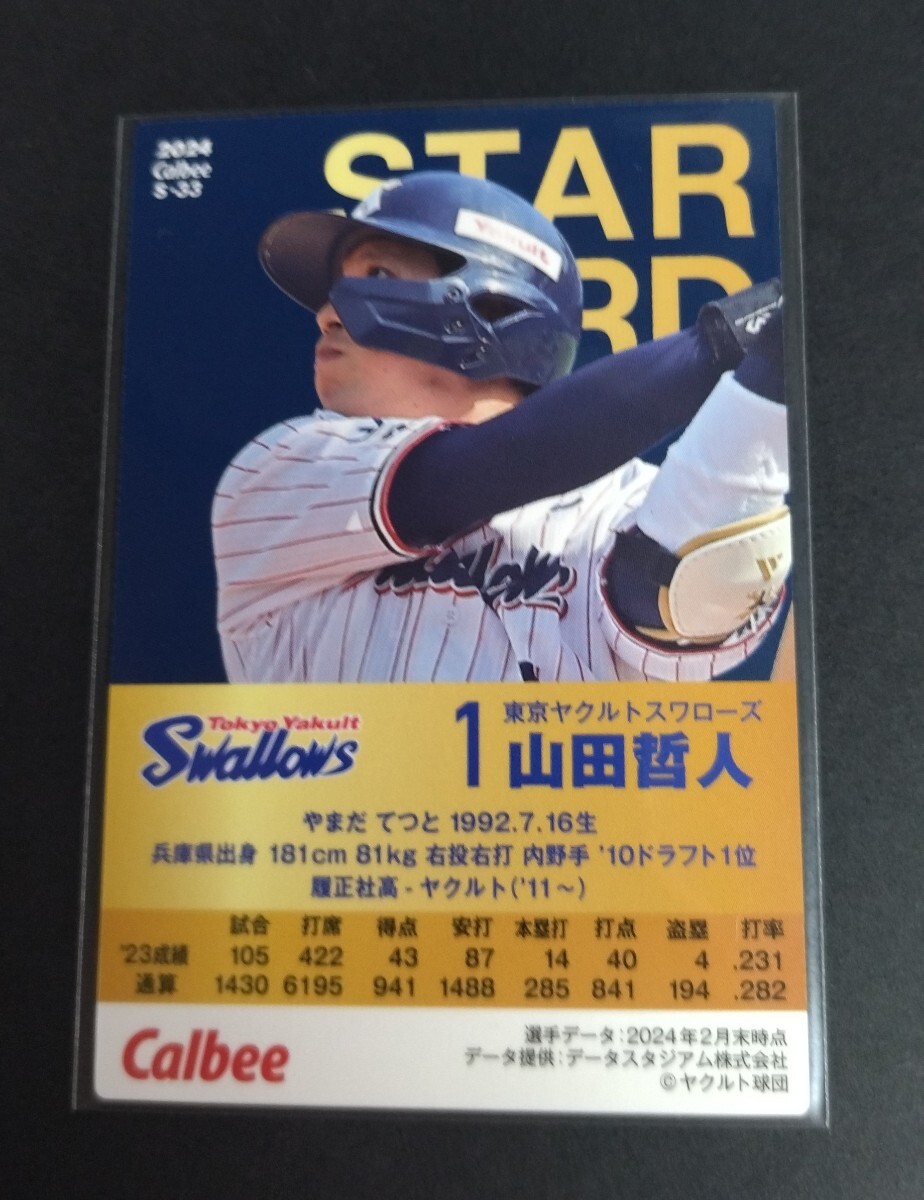 2024
Calbee
S-33
STAR
RD
Yakult
Swallows
Tokyo Yakult
Swallows
1
東京ヤクルトスワローズ
山田哲人
やまだ てつと 1992.7.16生
兵庫県出身 181cm 81kg 右投右打 内野手 '10ドラフト1位
履正社高-ヤクルト('11～)
試合 打席 得点 安打 本塁打 打点 盗塁 打率
'23成績 105 422 43 87 14 40 4 .231
通算 1430 6195 941 1488 285 841 194 .282
Calbee
選手データ:2024年2月末時点
データ提供:データスタジアム株式会社
©ヤクルト球団